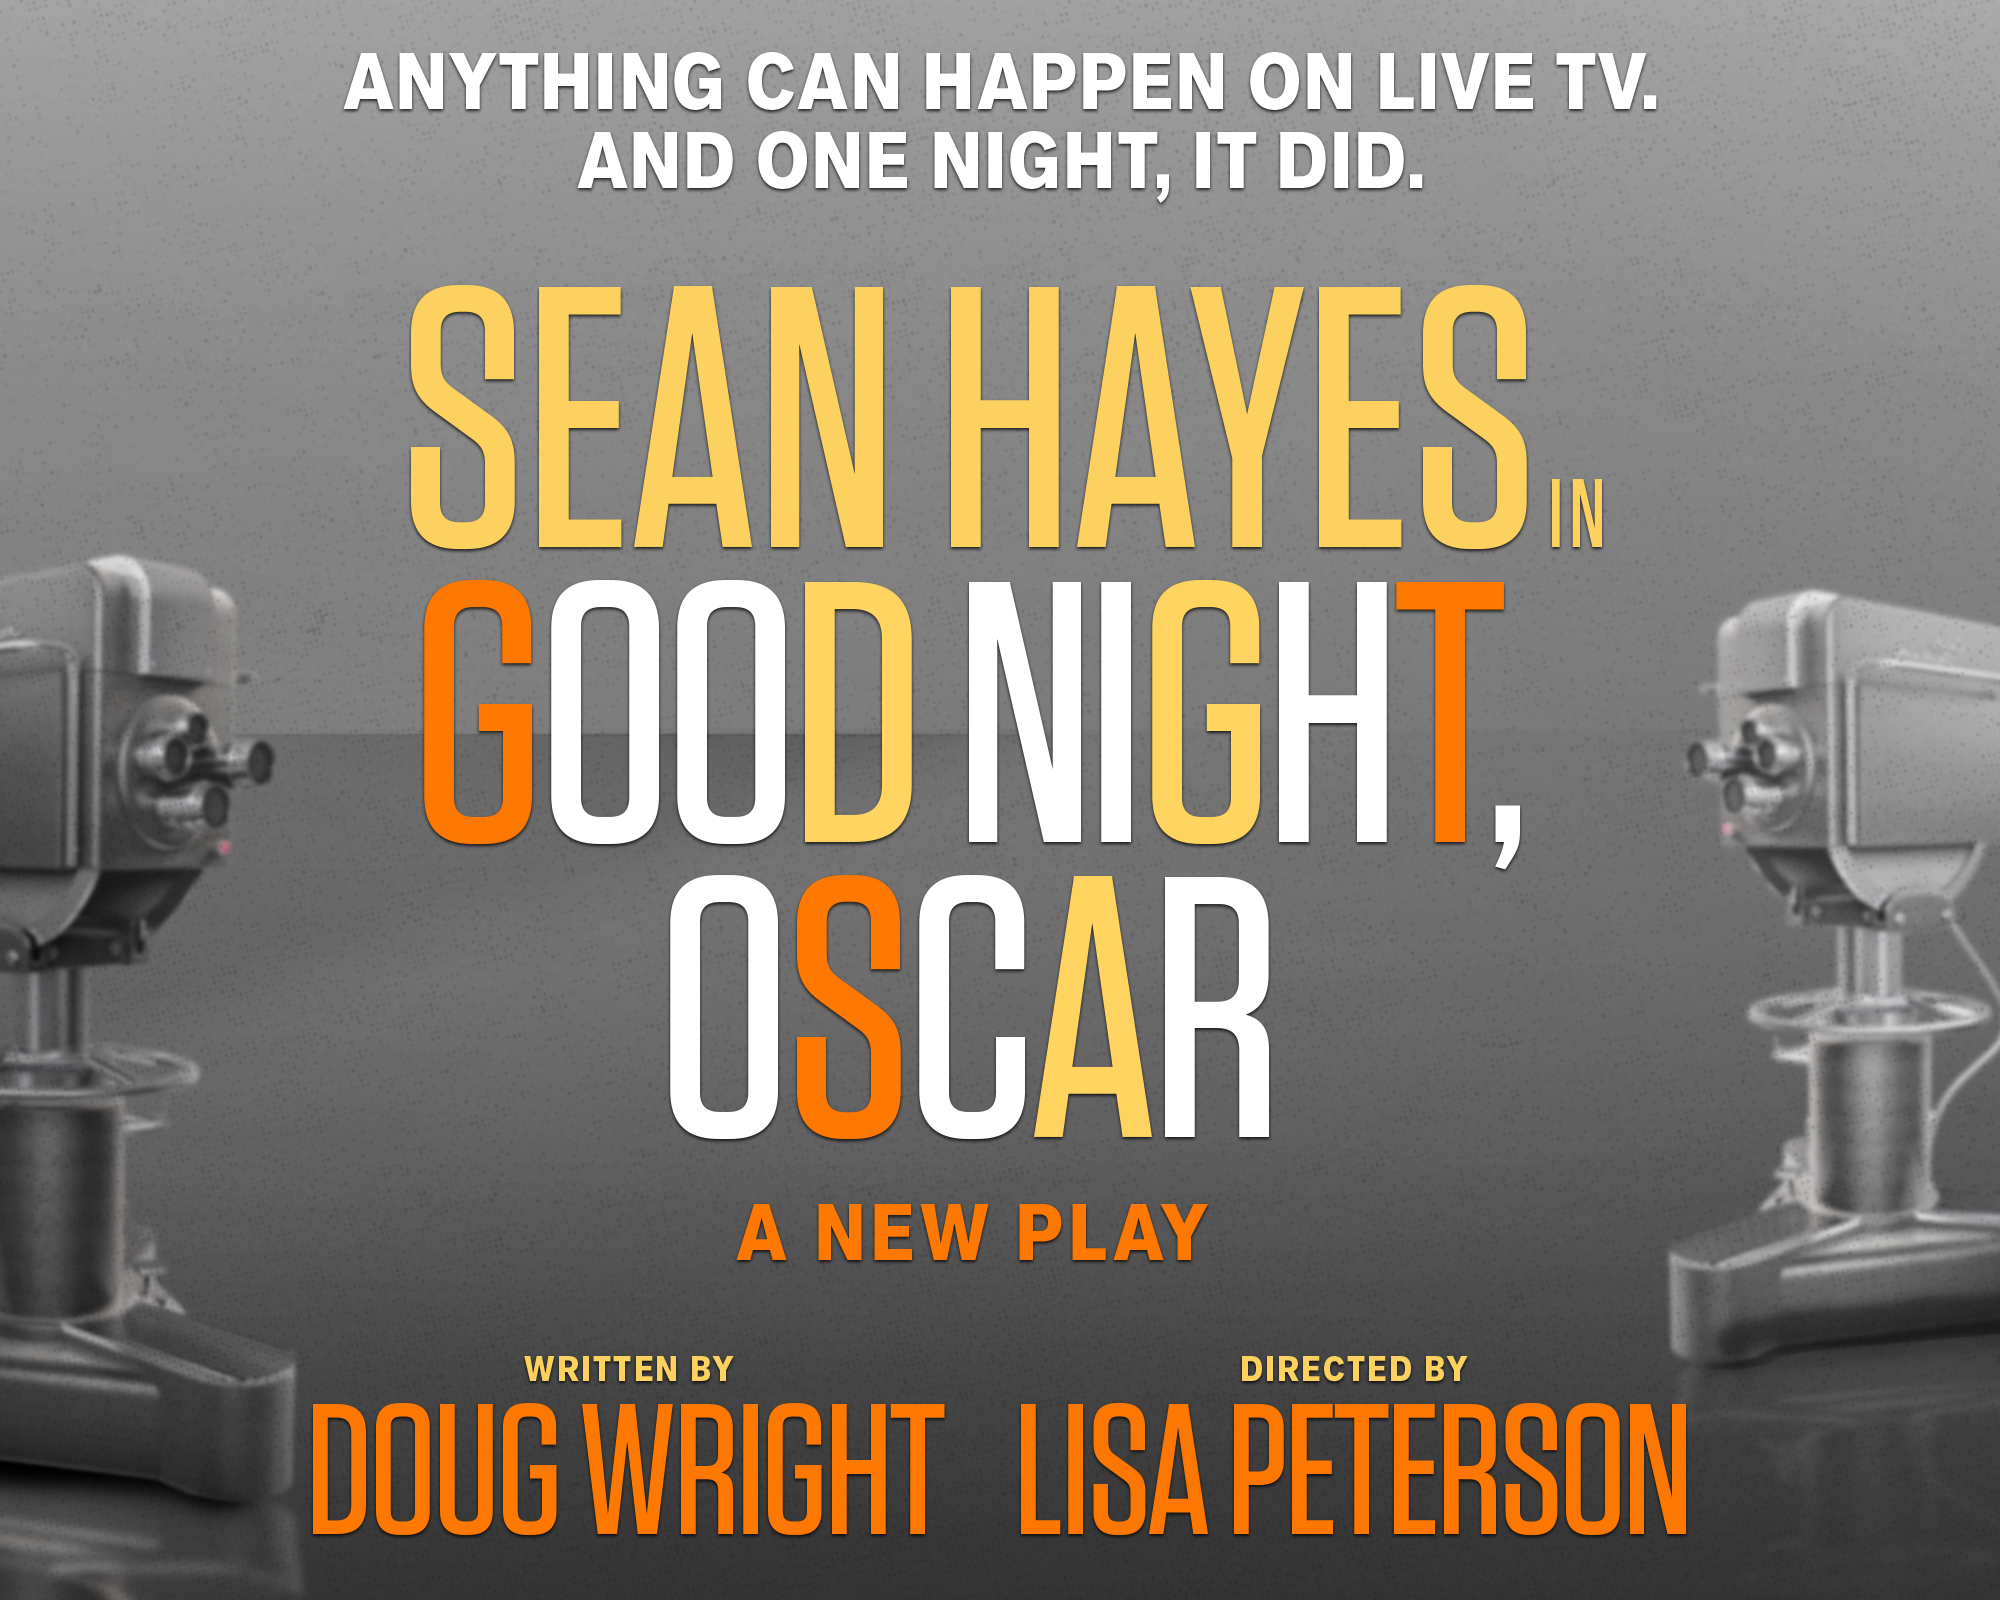 ANYTHING CAN HAPPEN ON LIVE TV.
AND ONE NIGHT, IT DID.
SEAN HAYES IN
GOOD NIGHT,
OSCAR
A NEW PLAY
WRITTEN BY
DOUG WRIGHT
DIRECTED BY
LISA PETERSON